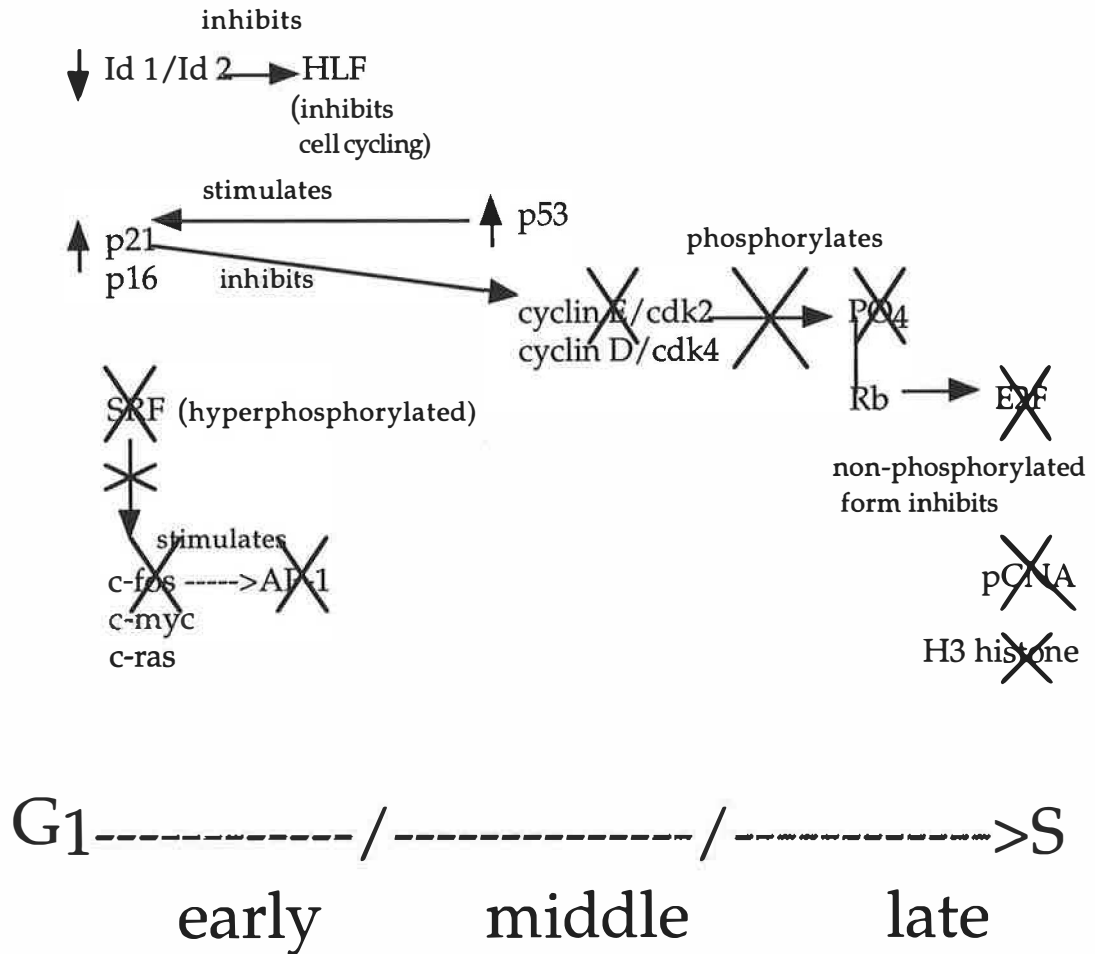 inhibits
Id 1/Id 2 HLF
(inhibits
cell cycling)
stimulates
p53
p21
p16
inhibits
phosphorylates
cyclin E/cdk2
cyclin D/cdk4
PO4
Rb
E2F
SRF (hyperphosphorylated)
non-phosphorylated
form inhibits
stimulates
c-fos ----->AP-1
c-myc
c-ras
pCNA
H3 histone
G1-------------/--------------/------------>S
early middle late